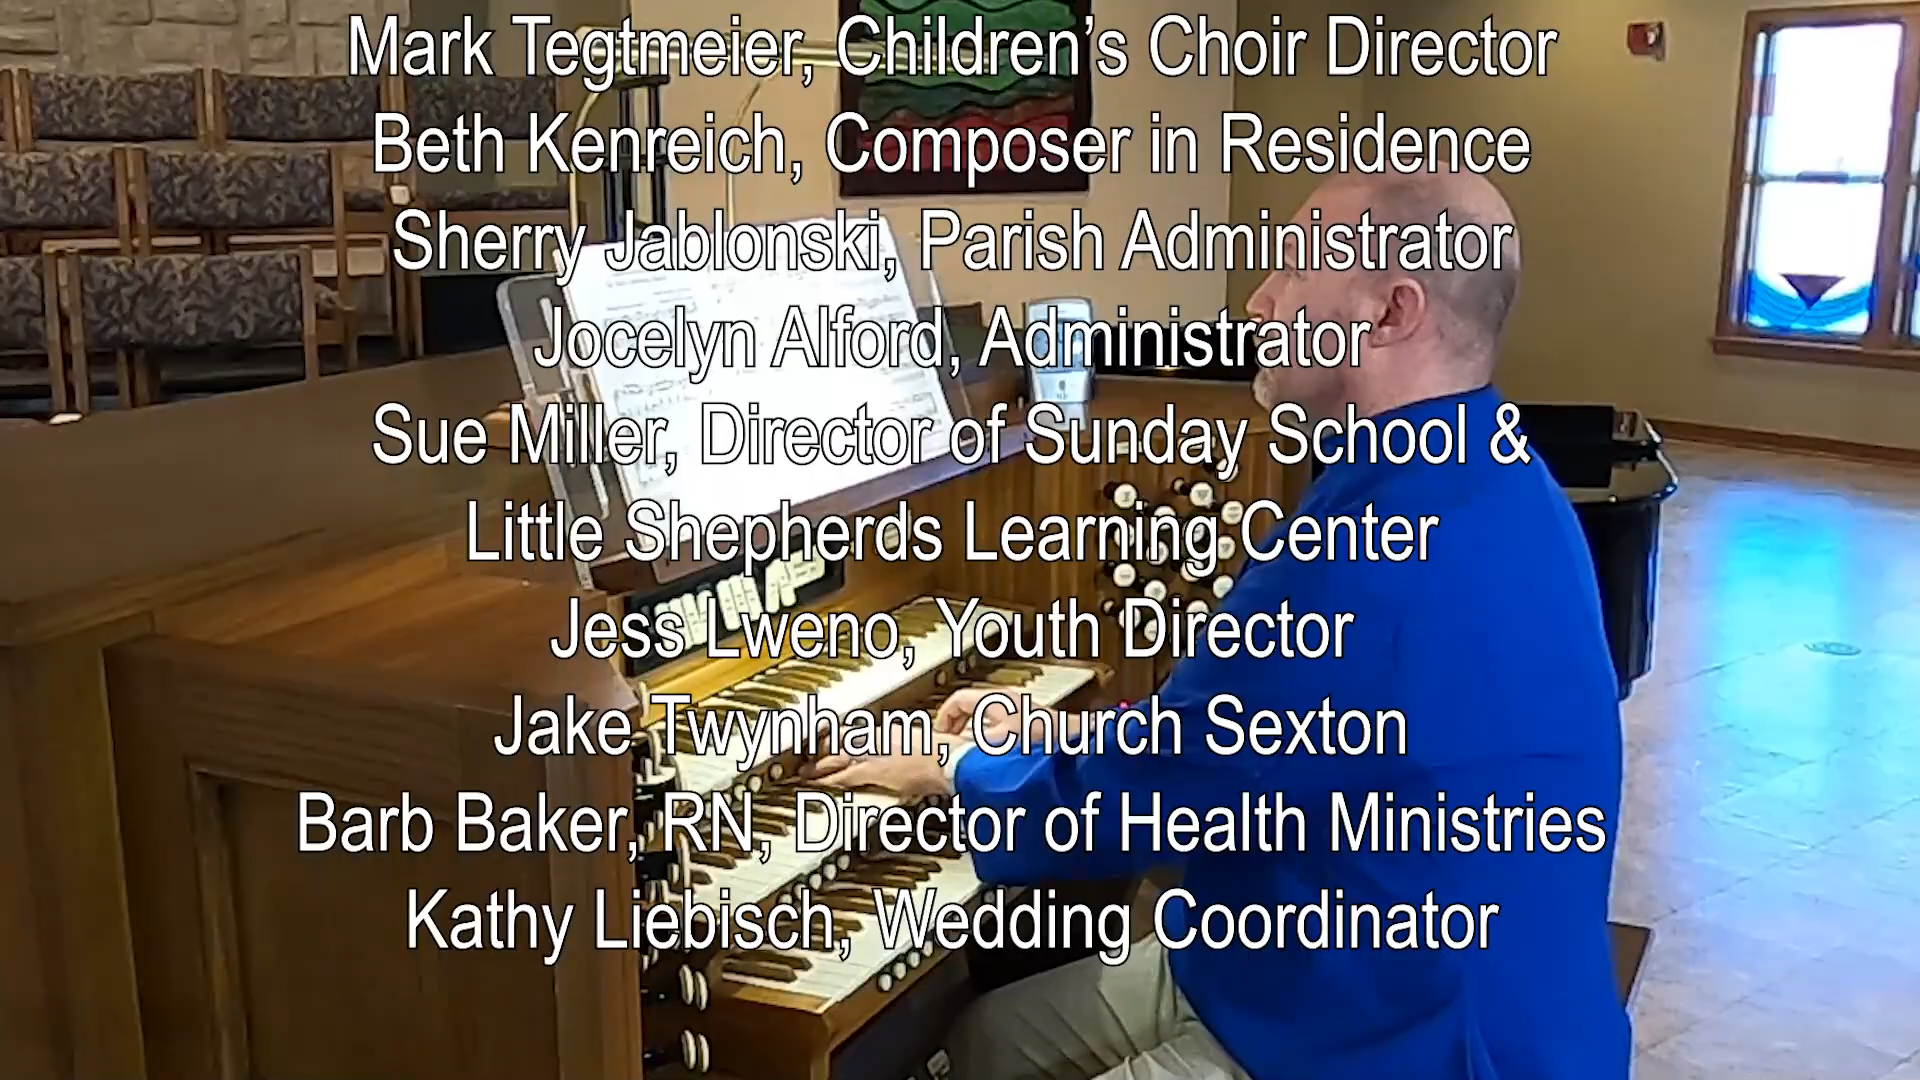 Mark Tegtmeier, Children’s Choir Director
Beth Kenreich, Composer in Residence
Sherry Jablonski, Parish Administrator
Jocelyn Alford, Administrator
Sue Miller, Director of Sunday School &
Little Shepherds Learning Center
Jess Lweno, Youth Director
Jake Twynham, Church Sexton
Barb Baker, RN, Director of Health Ministries
Kathy Liebisch, Wedding Coordinator